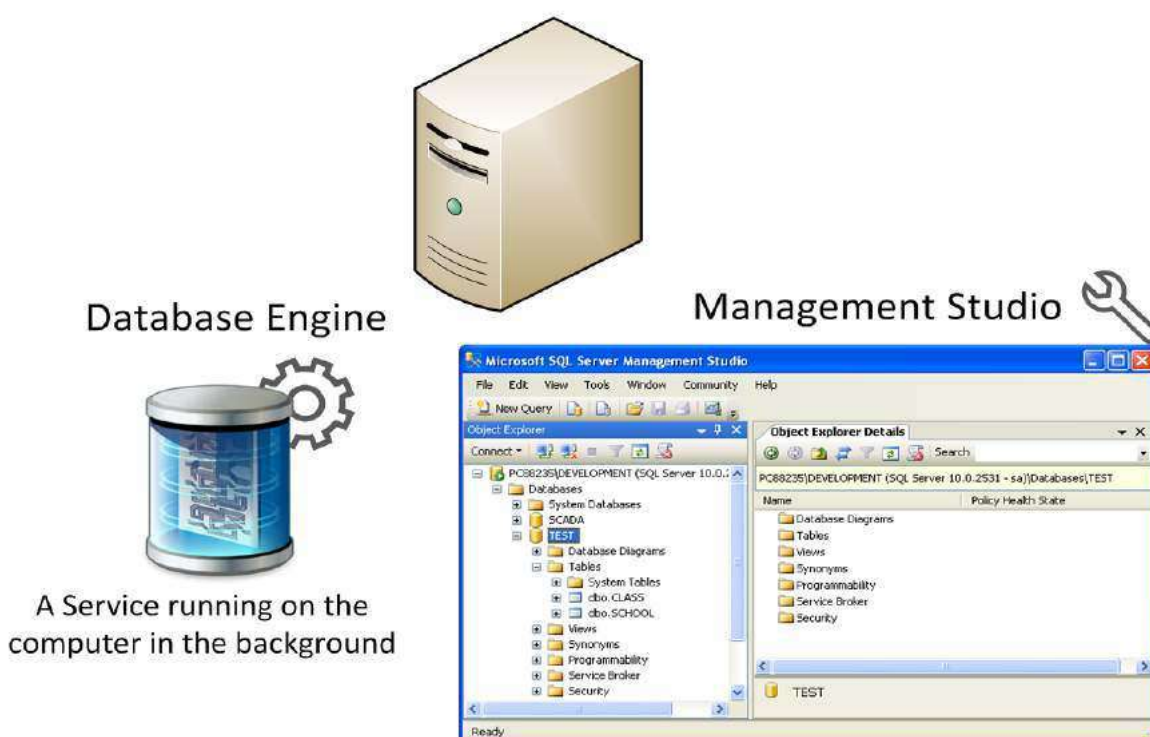 Database Engine
A Service running on the
computer in the background
Management Studio
Microsoft SQL Server Management Studio
File Edit View Tools Window Community Help
New Query
Object Explorer
Connect
PC88235\DEVELOPMENT (SQL Server 10.0.2
Databases
System Databases
SCADA
TEST
Database Diagrams
Tables
System Tables
dbo.CLASS
dbo.SCHOOL
Views
Synonyms
Programmability
Service Broker
Security
Object Explorer Details
Search
PC88235\DEVELOPMENT (SQL Server 10.0.2531 - sa)\Databases\TEST
Name Policy Health State
Database Diagrams
Tables
Views
Synonyms
Programmability
Service Broker
Security
TEST
Ready